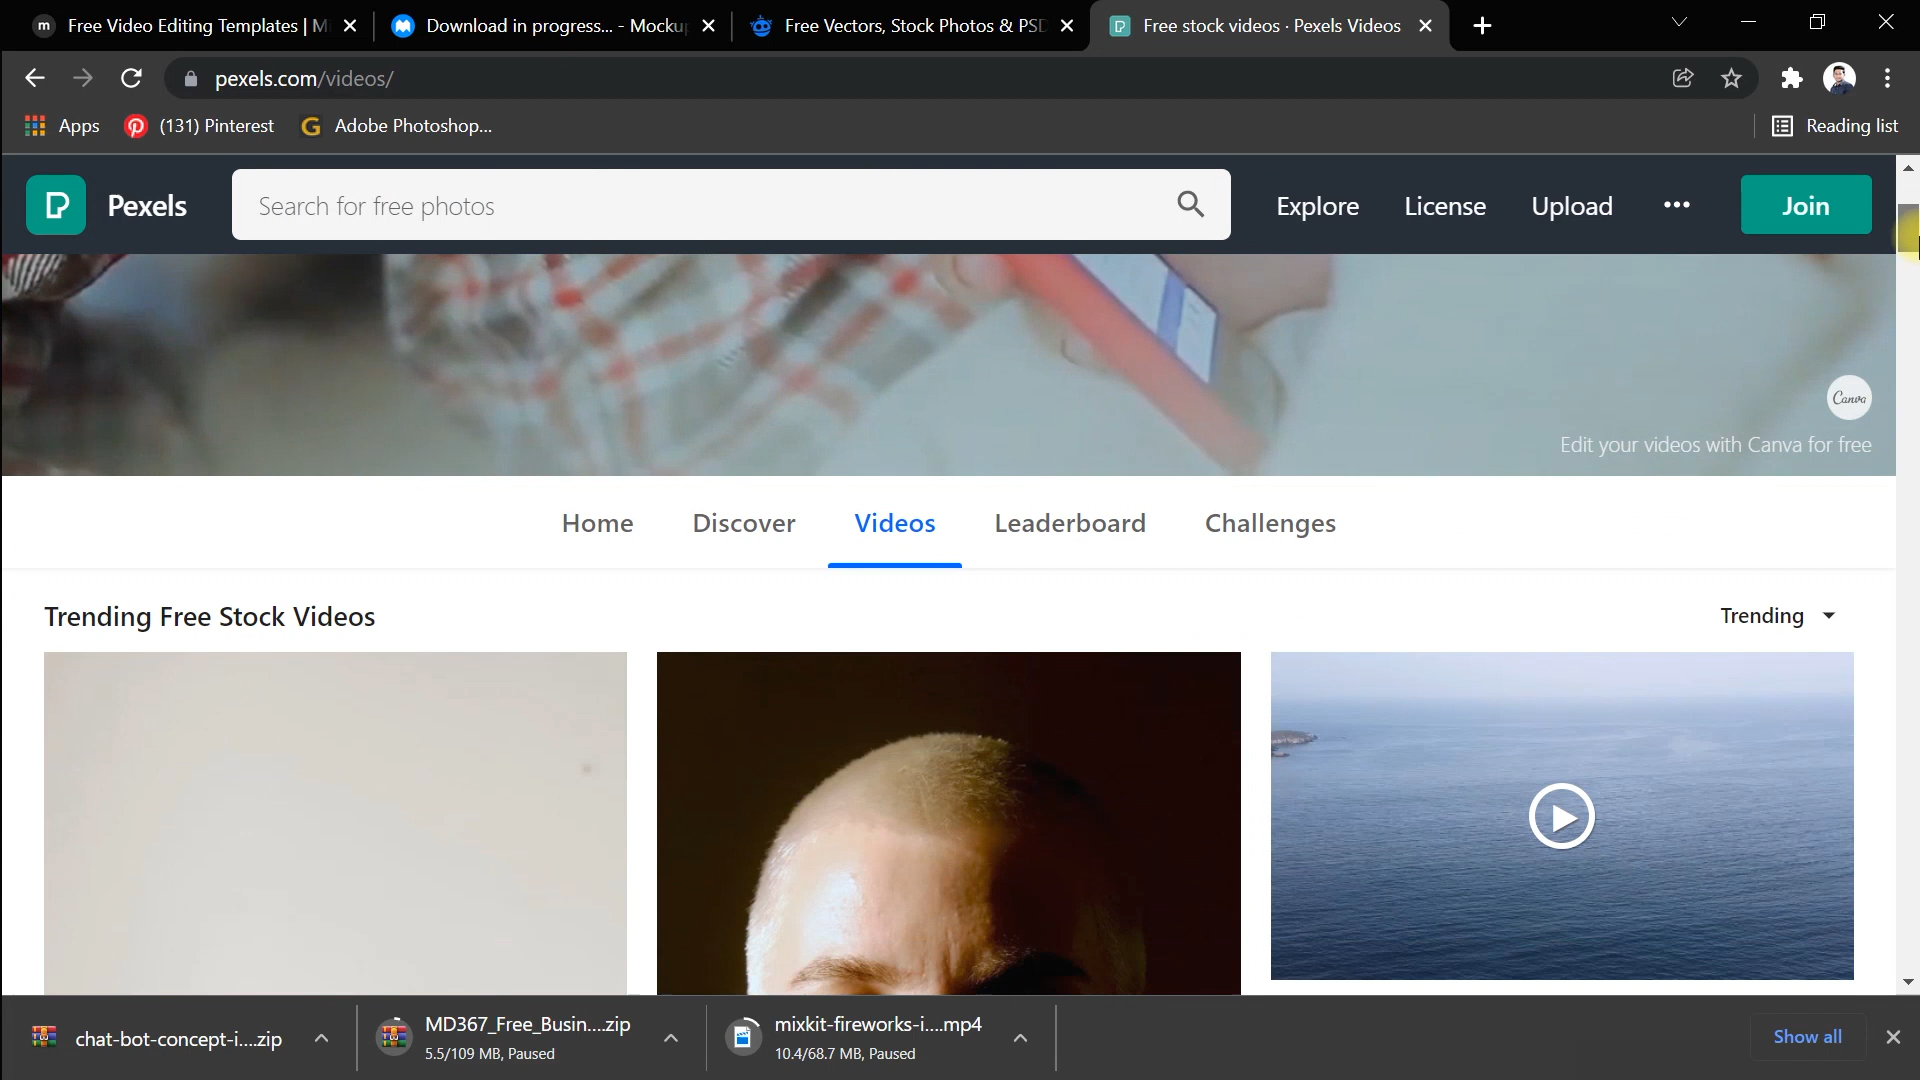 Free Video Editing Templates | M
Download in progress... - Mocku
Free Vectors, Stock Photos & PSD
Free stock videos · Pexels Videos
pexels.com/videos/
Apps
(131) Pinterest
Adobe Photoshop...
Reading list
Pexels
Search for free photos
Explore
License
Upload
Join
Canva
Edit your videos with Canva for free
Home
Discover
Videos
Leaderboard
Challenges
Trending Free Stock Videos
Trending
chat-bot-concept-i....zip
MD367_Free_Busin....zip
5.5/109 MB, Paused
mixkit-fireworks-i....mp4
10.4/68.7 MB, Paused
Show all